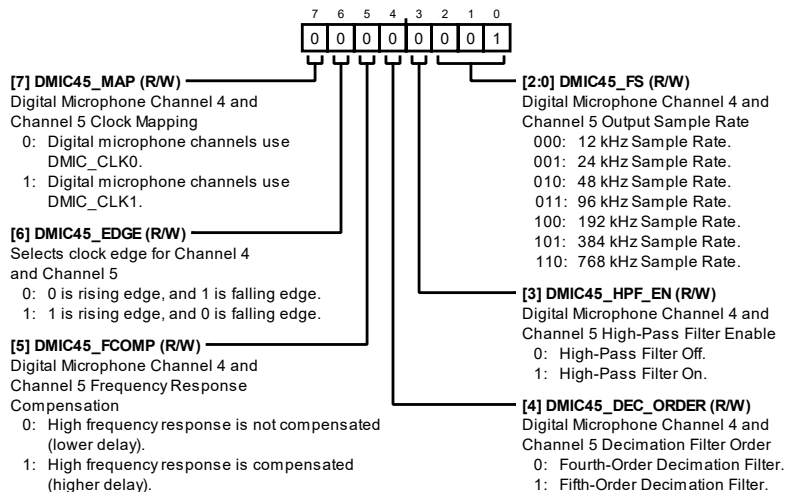 7 6 5 4 3 2 1 0
0 0 0 0 0 0 0 1
[7] DMIC45_MAP (R/W)
Digital Microphone Channel 4 and
Channel 5 Clock Mapping
0: Digital microphone channels use
DMIC_CLK0.
1: Digital microphone channels use
DMIC_CLK1.
[6] DMIC45_EDGE (R/W)
Selects clock edge for Channel 4
and Channel 5
0: 0 is rising edge, and 1 is falling edge.
1: 1 is rising edge, and 0 is falling edge.
[5] DMIC45_FCOMP (R/W)
Digital Microphone Channel 4 and
Channel 5 Frequency Response
Compensation
0: High frequency response is not compensated
(lower delay).
1: High frequency response is compensated
(higher delay).
[2:0] DMIC45_FS (R/W)
Digital Microphone Channel 4 and
Channel 5 Output Sample Rate
000: 12 kHz Sample Rate.
001: 24 kHz Sample Rate.
010: 48 kHz Sample Rate.
011: 96 kHz Sample Rate.
100: 192 kHz Sample Rate.
101: 384 kHz Sample Rate.
110: 768 kHz Sample Rate.
[3] DMIC45_HPF_EN (R/W)
Digital Microphone Channel 4 and
Channel 5 High-Pass Filter Enable
0: High-Pass Filter Off.
1: High-Pass Filter On.
[4] DMIC45_DEC_ORDER (R/W)
Digital Microphone Channel 4 and
Channel 5 Decimation Filter Order
0: Fourth-Order Decimation Filter.
1: Fifth-Order Decimation Filter.